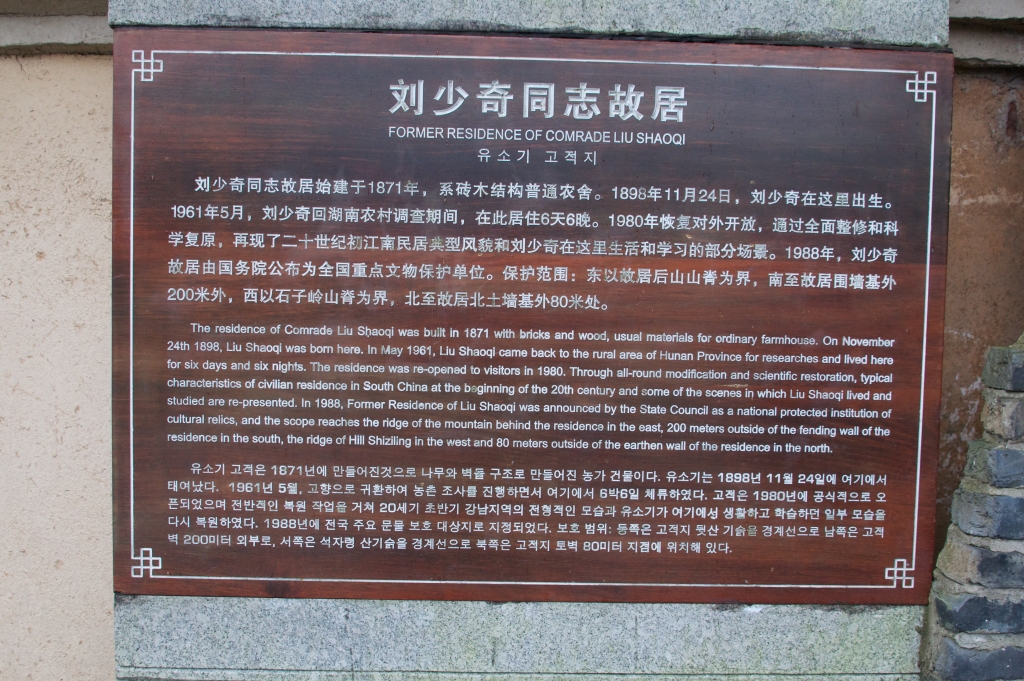 刘少奇同志故居
FORMER RESIDENCE OF COMRADE LIU SHAOQI
유소기 고적지
刘少奇同志故居始建于1871年，系砖木结构普通农舍。1898年11月24日，刘少奇在这里出生。
1961年5月，刘少奇回湖南农村调查期间，在此居住6天6晚。1980年恢复对外开放，通过全面整修和科
学复原，再现了二十世纪初江南民居典型风貌和刘少奇在这里生活和学习的部分场景。1988年，刘少奇
故居由国务院公布为全国重点文物保护单位。保护范围：东以故居后山山脊为界，南至故居围墙基外
200米外，西以石子岭山脊为界，北至故居北土墙基外80米处。
The residence of Comrade Liu Shaoqi was built in 1871 with bricks and wood, usual materials for ordinary farmhouse. On November
24th 1898, Liu Shaoqi was born here. In May 1961, Liu Shaoqi came back to the rural area of Hunan Province for researches and lived here
for six days and six nights. The residence was re-opened to visitors in 1980. Through all-round modification and scientific restoration, typical
characteristics of civilian residence in South China at the beginning of the 20th century and some of the scenes in which Liu Shaoqi lived and
studied are re-presented. In 1988, Former Residence of Liu Shaoqi was announced by the State Council as a national protected institution of
cultural relics, and the scope reaches the ridge of the mountain behind the residence in the east, 200 meters outside of the fending wall of the
residence in the south, the ridge of Hill Shiziling in the west and 80 meters outside of the earthen wall of the residence in the north.
유소기 고적은 1871년에 만들어진것으로 나무와 벽돌 구조로 만들어진 농가 건물이다. 유소기는 1898년 11월 24일에 여기에서
태어났다. 1961년 5월, 고향으로 귀환하여 농촌 조사를 진행하면서 여기에서 6박6일 체류하였다. 고적은 1980년에 공식적으로 오
픈되었으며 전반적인 복원 작업을 거쳐 20세기 초반기 강남지역의 전형적인 모습과 유소기가 여기에서 생활하고 학습하던 일부 모습을
다시 복원하였다. 1988년에 전국 주요 문물 보호 대상지로 지정되었다. 보호 범위: 동쪽은 고적지 뒷산 기슭을 경계선으로 남쪽은 고적
벽 200미터 외부로, 서쪽은 석자령 산기슭을 경계선으로 북쪽은 고적지 토벽 80미터 지점에 위치해 있다.